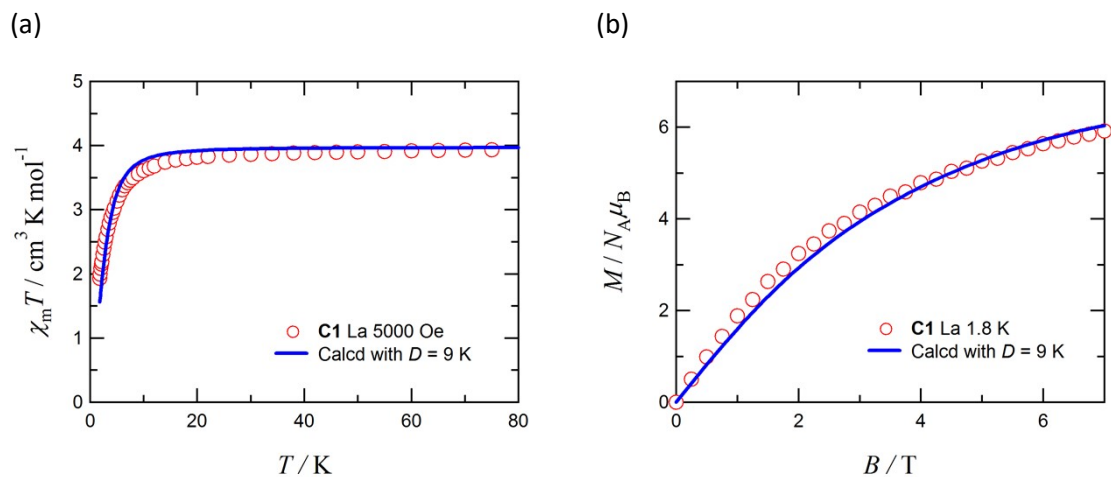 (a)
(b)
5
4
3
2
1
0
χₘT / cm³ K mol⁻¹
C1 La 5000 Oe
Calcd with D = 9 K
0 20 40 60 80
T / K
6
4
2
0
M / N_Aμ_B
C1 La 1.8 K
Calcd with D = 9 K
0 2 4 6
B / T